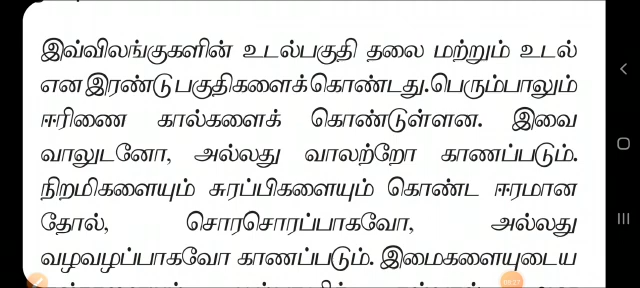 இவ்விலங்குகளின் உடல்பகுதி தலை மற்றும் உடல்
என இரண்டு பகுதிகளைக் கொண்டது.பெரும்பாலும்
ஈரிணை கால்களைக் கொண்டுள்ளன. இவை
வாலுடனோ, அல்லது வாலற்றோ காணப்படும்.
நிறமிகளையும் சுரப்பிகளையும் கொண்ட ஈரமான
தோல், சொரசொரப்பாகவோ, அல்லது
வழவழப்பாகவோ காணப்படும். இமைகளையுடைய